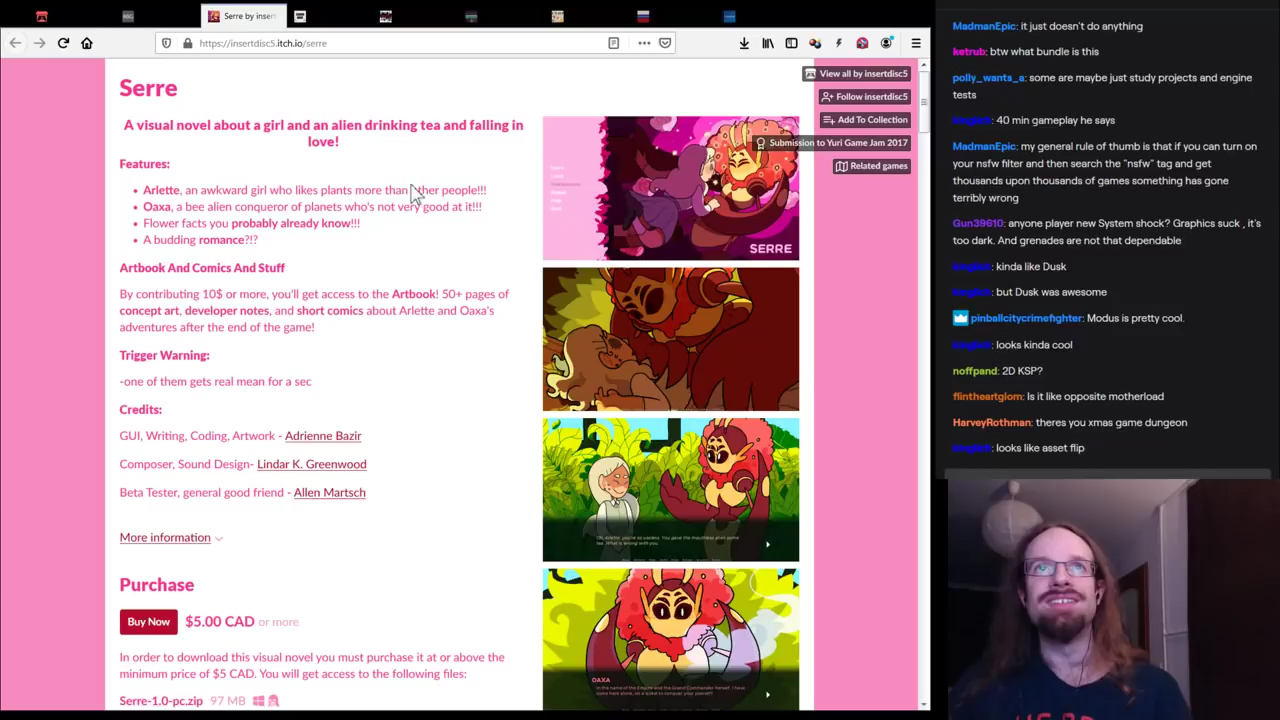 Serre by insert
https://insertdisc5.itch.io/serre
View all by insertdisc5
Follow insertdisc5
Add To Collection
Submission to Yuri Game Jam 2017
Related games
Serre
A visual novel about a girl and an alien drinking tea and falling in
love!
Features:
Arlette, an awkward girl who likes plants more than other people!!!
Oaxa, a bee alien conqueror of planets who's not very good at it!!!
Flower facts you probably already know!!!
A budding romance?!?
Artbook And Comics And Stuff
By contributing 10$ or more, you'll get access to the Artbook! 50+ pages of
concept art, developer notes, and short comics about Arlette and Oaxa's
adventures after the end of the game!
Trigger Warning:
-one of them gets real mean for a sec
Credits:
GUI, Writing, Coding, Artwork - Adrienne Bazir
Composer, Sound Design- Lindar K. Greenwood
Beta Tester, general good friend - Allen Martsch
More information
Purchase
Buy Now $5.00 CAD or more
In order to download this visual novel you must purchase it at or above the
minimum price of $5 CAD. You will get access to the following files:
Serre-1.0-pc.zip 97 MB
SERRE
OAXA
MadmanEpic: it just doesn't do anything
ketrub: btw what bundle is this
polly_wants_a: some are maybe just study projects and engine
tests
: 40 min gameplay he says
MadmanEpic: my general rule of thumb is that if you can turn on
your nsfw filter and then search the "nsfw" tag and get
thousands upon thousands of games something has gone
terribly wrong
Gun39610: anyone player new System shock? Graphics suck , it's
too dark. And grenades are not that dependable
: kinda like Dusk
: but Dusk was awesome
pinballcitycrimefighter: Modus is pretty cool.
: looks kinda cool
noffpand: 2D KSP?
flintheartglom: Is it like opposite motherload
HarveyRothman: theres you xmas game dungeon
: looks like asset flip